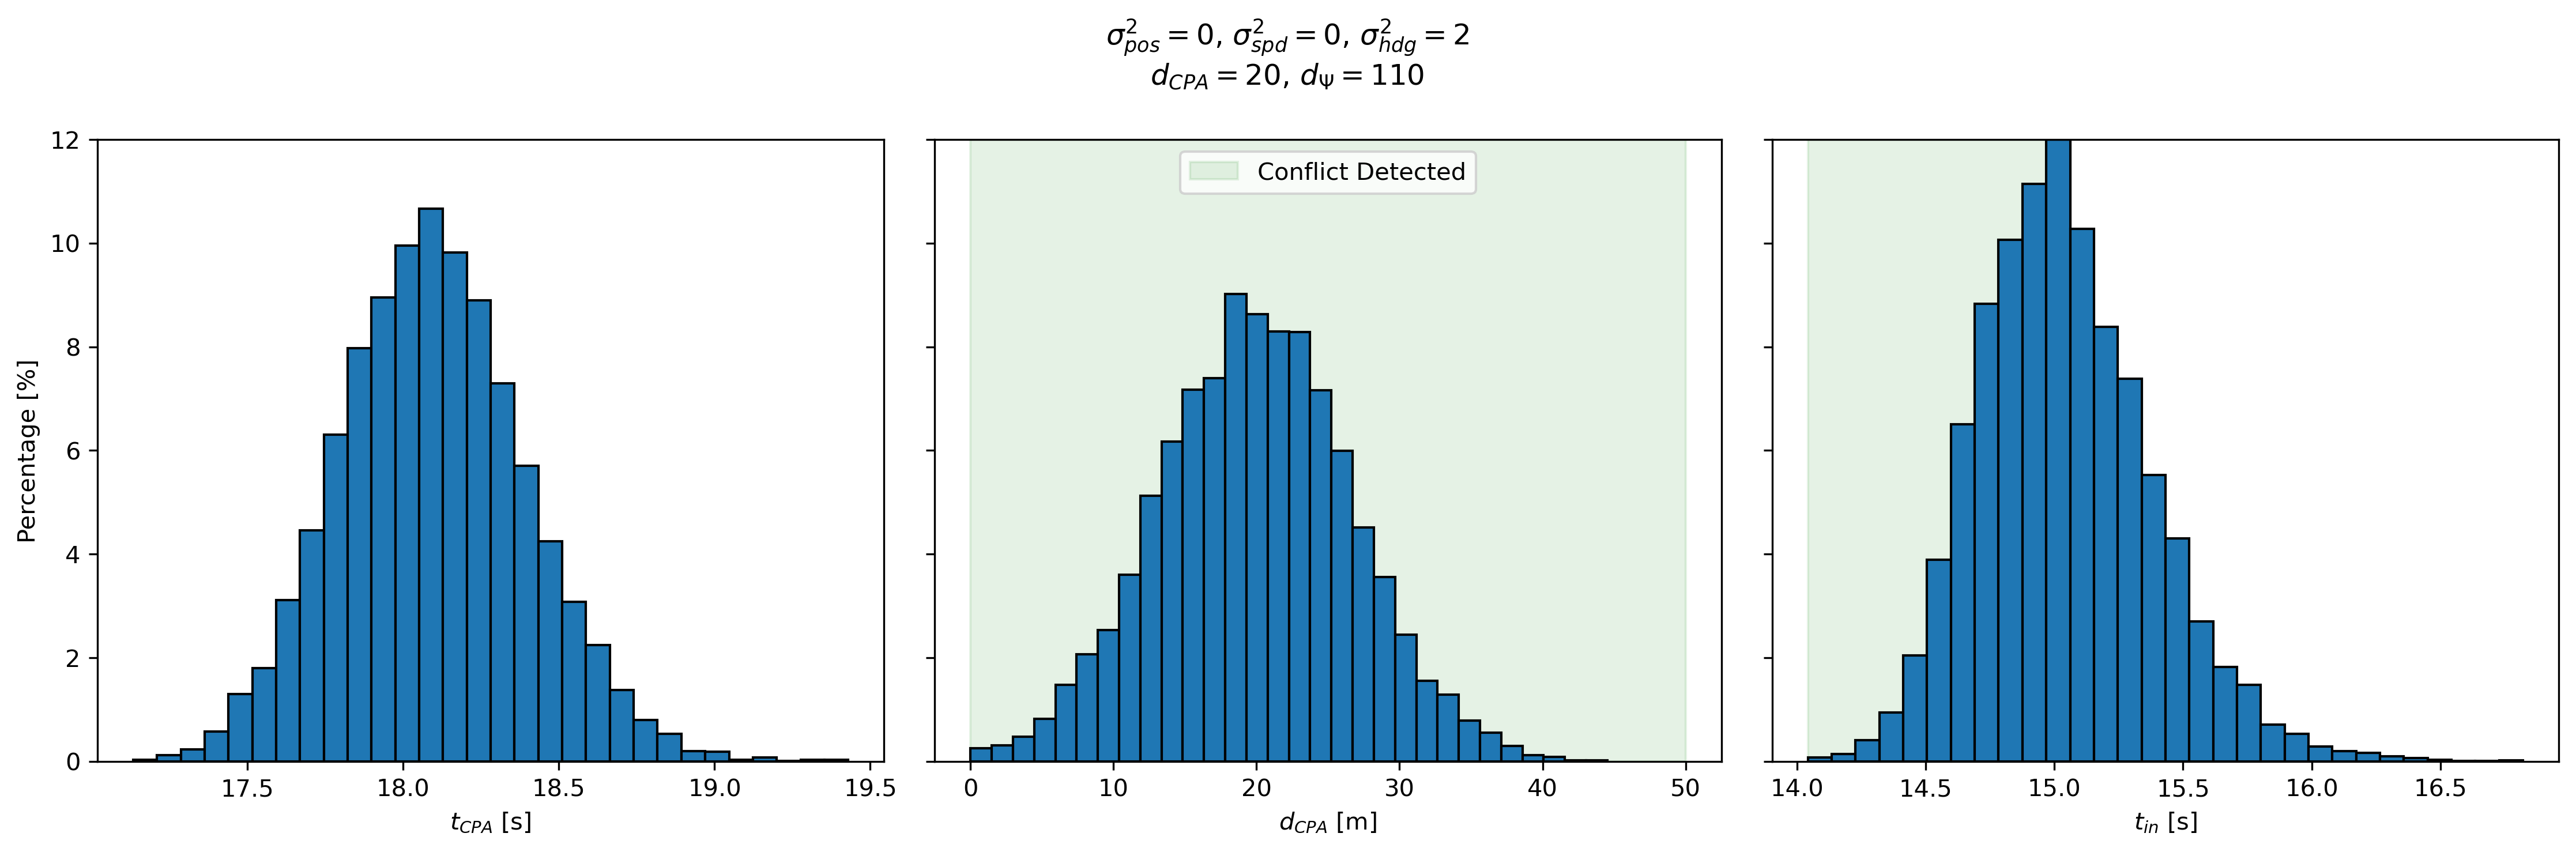 σ²pos = 0, σ²spd = 0, σ²hdg = 2
dCPA = 20, dΨ = 110
12
10
8
6
4
2
0
Percentage [%]
17.5 18.0 18.5 19.0 19.5
tCPA [s]
Conflict Detected
0 10 20 30 40 50
dCPA [m]
14.0 14.5 15.0 15.5 16.0 16.5
tin [s]